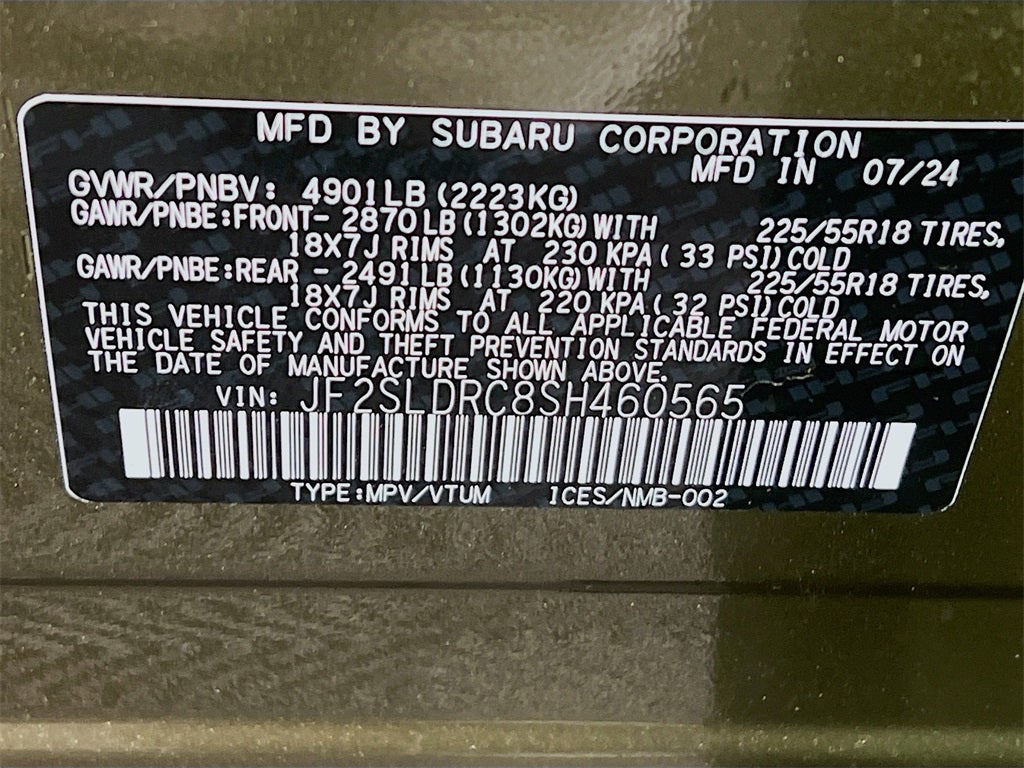 MFD BY SUBARU CORPORATION
MFD IN 07/24
GVWR/PNBV: 4901LB (2223KG)
GAWR/PNBE:FRONT- 2870LB (1302KG) WITH 225/55R18 TIRES,
18X7J RIMS AT 230 KPA( 33 PSI) COLD
GAWR/PNBE:REAR - 2491LB (1130KG) WITH 225/55R18 TIRES,
18X7J RIMS AT 220 KPA( 32 PSI) COLD
THIS VEHICLE CONFORMS TO ALL APPLICABLE FEDERAL MOTOR
VEHICLE SAFETY AND THEFT PREVENTION STANDARDS IN EFFECT ON
THE DATE OF MANUFACTURE SHOWN ABOVE.
VIN: JF2SLDRC8SH460565
TYPE:MPV/VTUM ICES/NMB-002